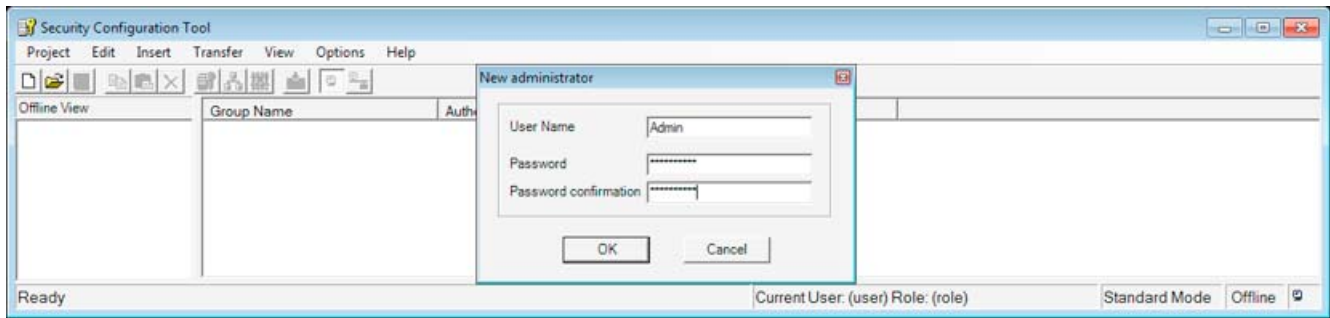 Security Configuration Tool
Project Edit Insert Transfer View Options Help
New administrator
Offline View
Group Name
Authe
User Name Admin
Password **********
Password confirmation **********
OK Cancel
Ready
Current User: (user) Role: (role)
Standard Mode
Offline